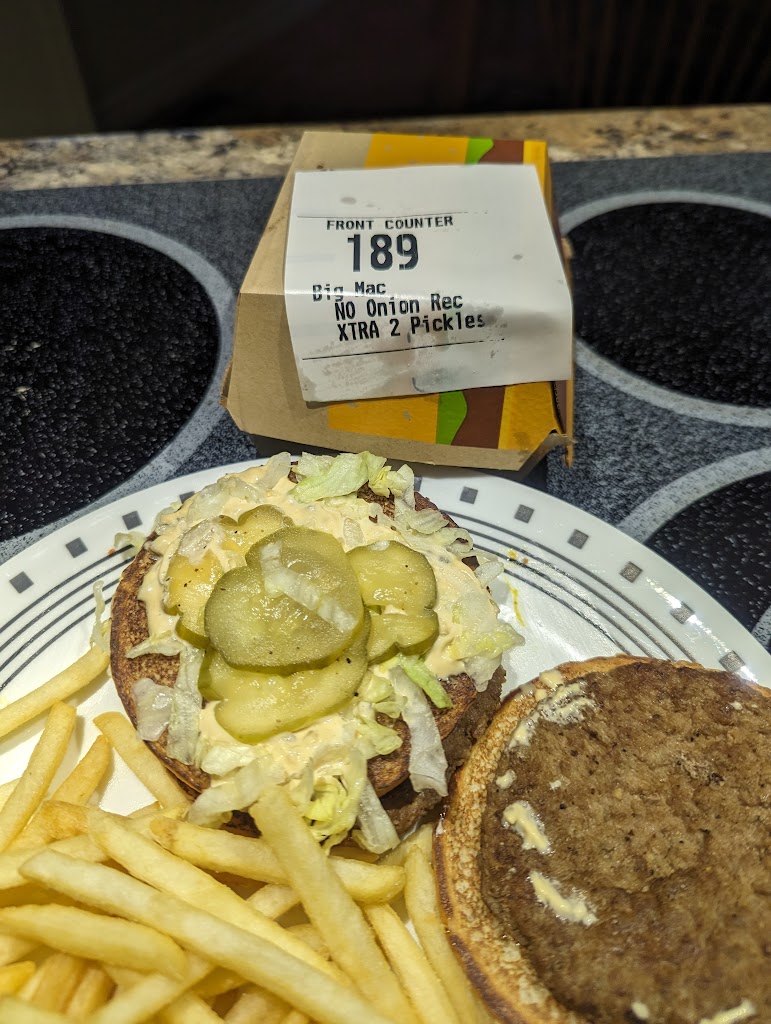 FRONT COUNTER
189
Big Mac
NO Onion Rec
XTRA 2 Pickles